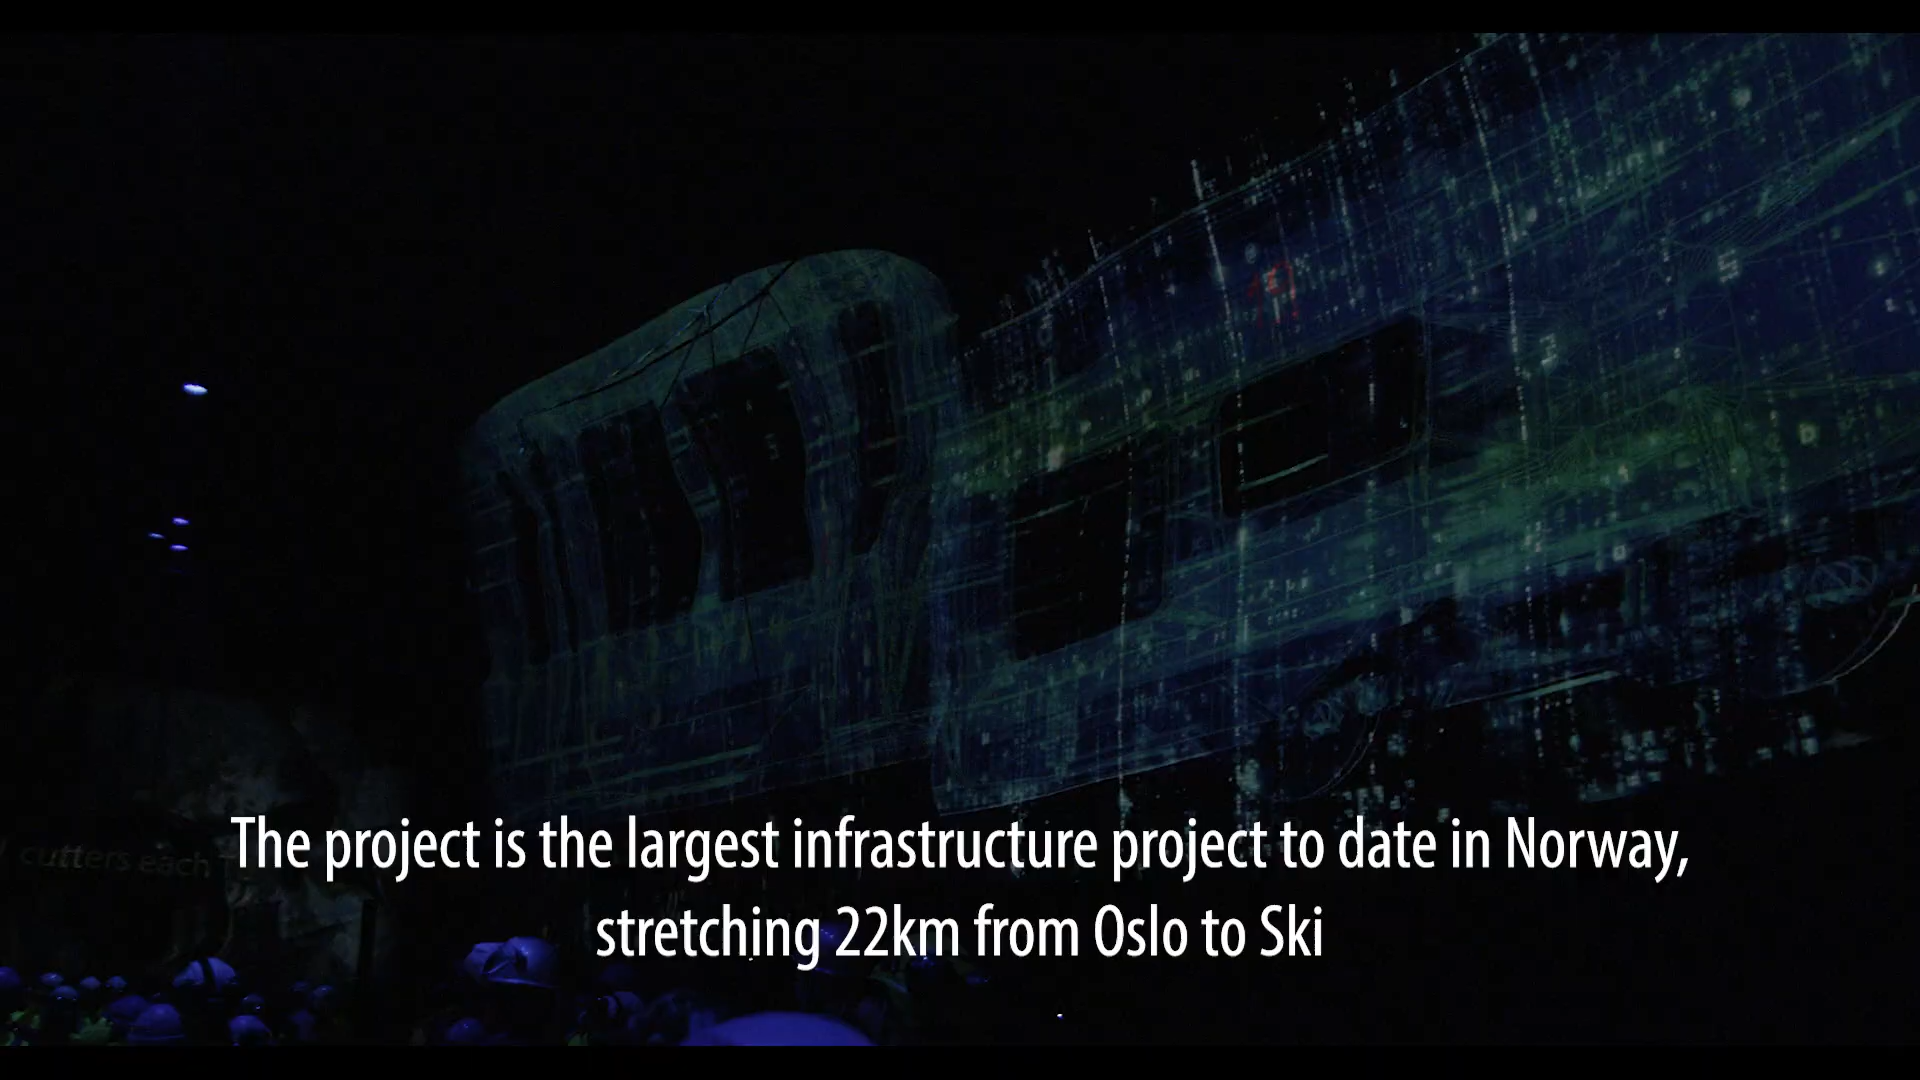 cutters each
The project is the largest infrastructure project to date in Norway,
stretching 22km from Oslo to Ski